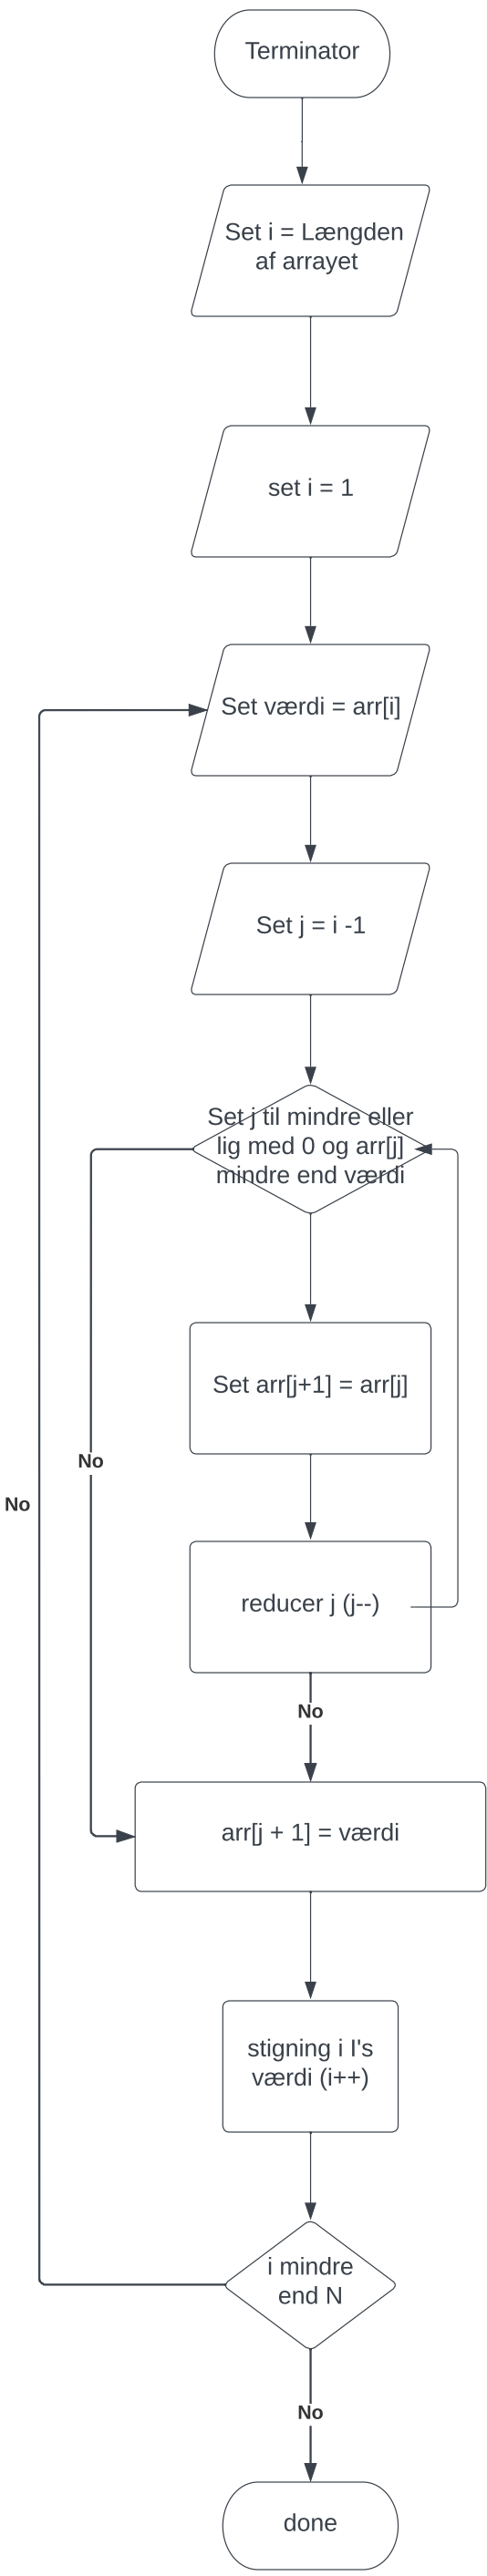 Terminator
Set i = Længden
af arrayet
set i = 1
Set værdi = arr[i]
Set j = i -1
Set j til mindre eller
lig med 0 og arr[j]
mindre end værdi
Set arr[j+1] = arr[j]
No
No
reducer j (j--)
No
arr[j + 1] = værdi
stigning i I's
værdi (i++)
i mindre
end N
No
done